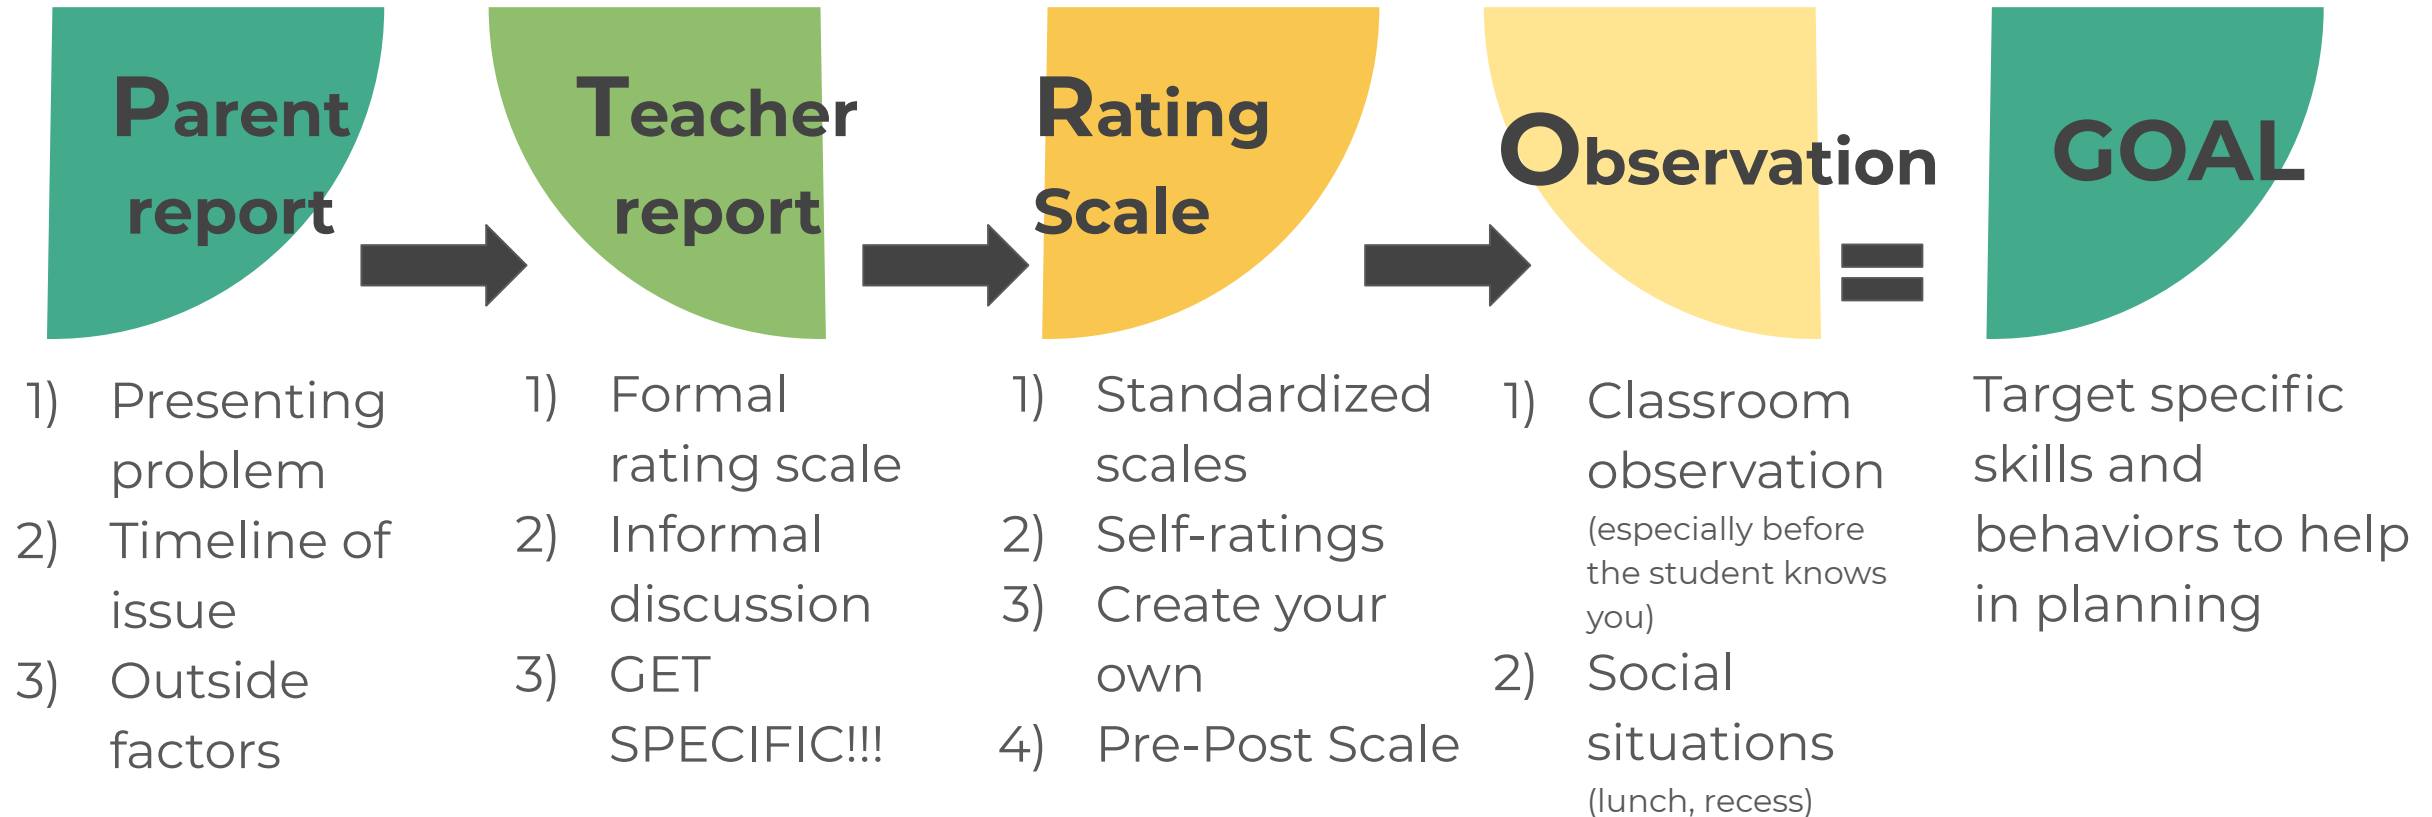 Parent
report
1) Presenting
problem
2) Timeline of
issue
3) Outside
factors
Teacher
report
1) Formal
rating scale
2) Informal
discussion
3) GET
SPECIFIC!!!
Rating
Scale
1) Standardized
scales
2) Self-ratings
3) Create your
own
4) Pre-Post Scale
Observation
1) Classroom
observation
(especially before
the student knows
you)
2) Social
situations
(lunch, recess)
=
GOAL
Target specific
skills and
behaviors to help
in planning